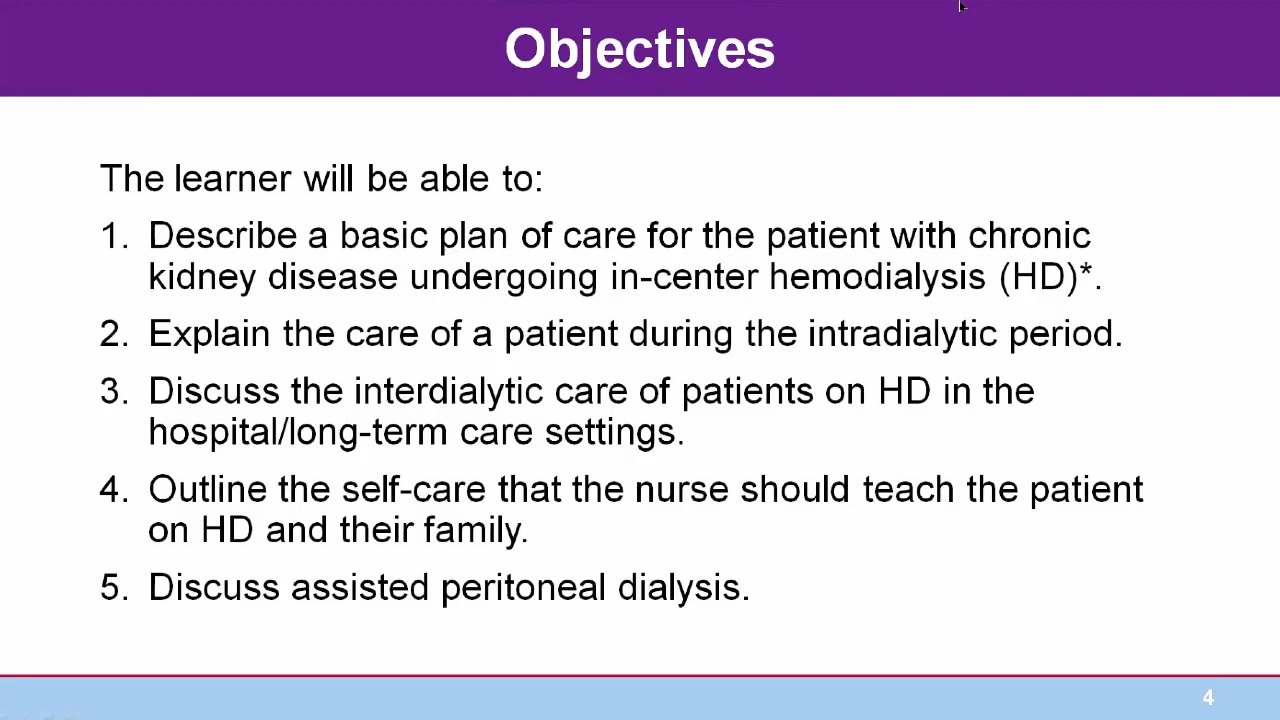 Objectives
The learner will be able to:
1. Describe a basic plan of care for the patient with chronic
kidney disease undergoing in-center hemodialysis (HD)*.
2. Explain the care of a patient during the intradialytic period.
3. Discuss the interdialytic care of patients on HD in the
hospital/long-term care settings.
4. Outline the self-care that the nurse should teach the patient
on HD and their family.
5. Discuss assisted peritoneal dialysis.
4